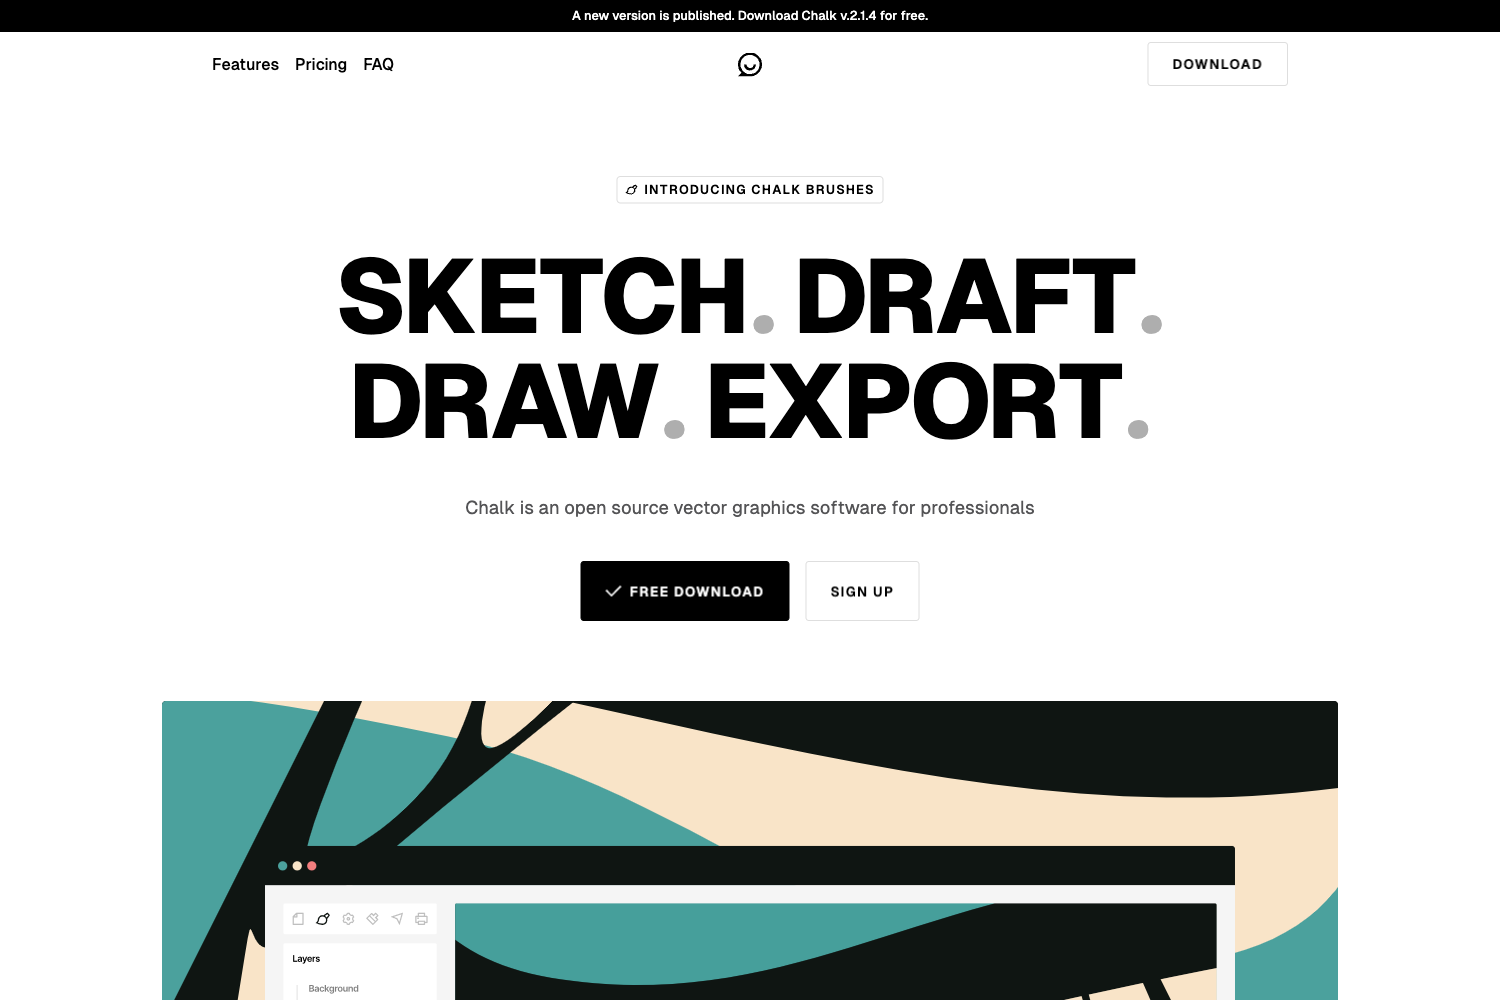 A new version is published. Download Chalk v.2.1.4 for free.
Features Pricing FAQ
DOWNLOAD
INTRODUCING CHALK BRUSHES
SKETCH. DRAFT.
DRAW. EXPORT.
Chalk is an open source vector graphics software for professionals
FREE DOWNLOAD
SIGN UP
Layers
Background